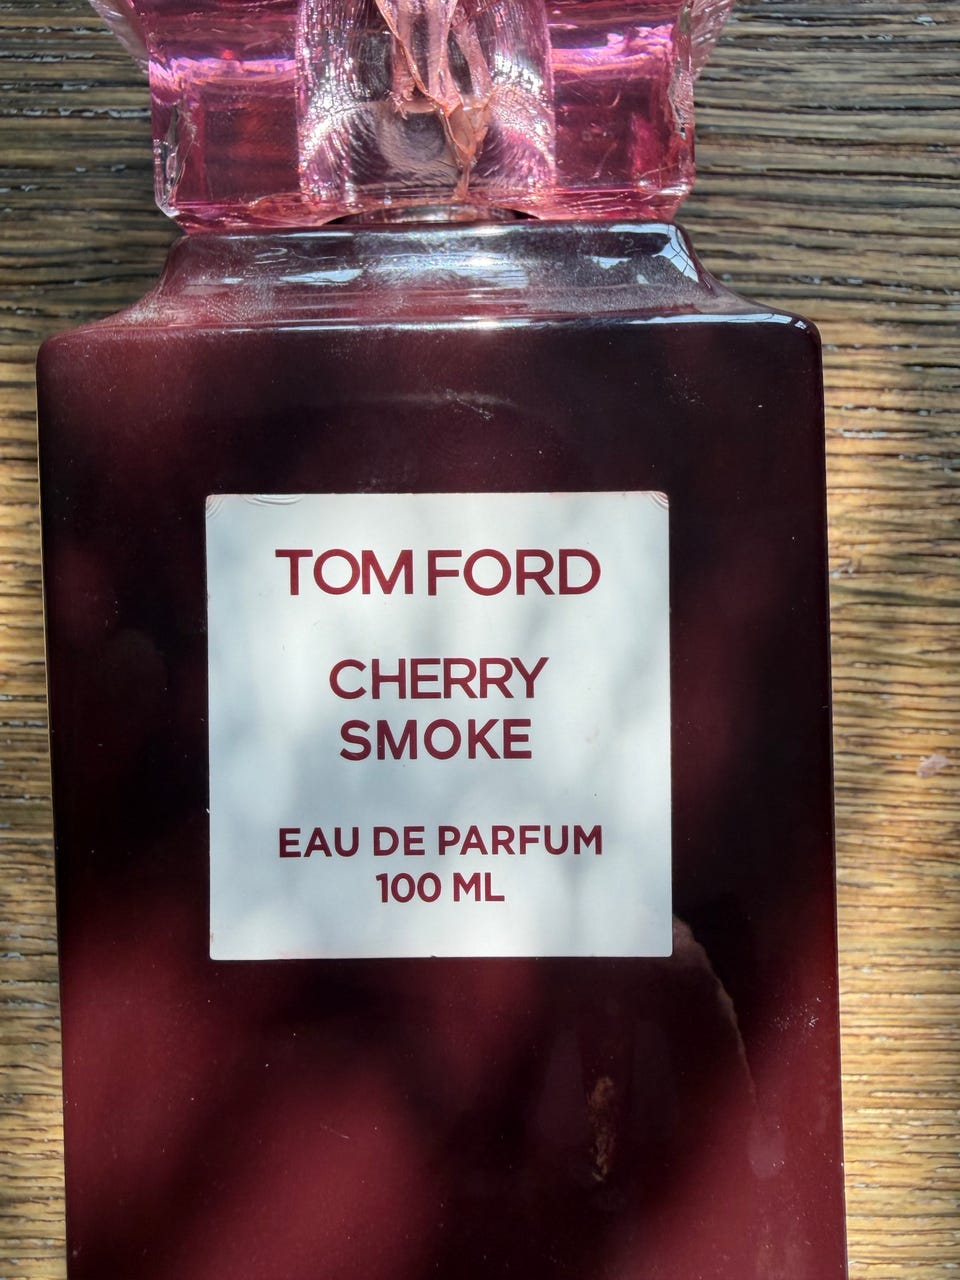 TOM FORD
CHERRY
SMOKE
EAU DE PARFUM
100 ML